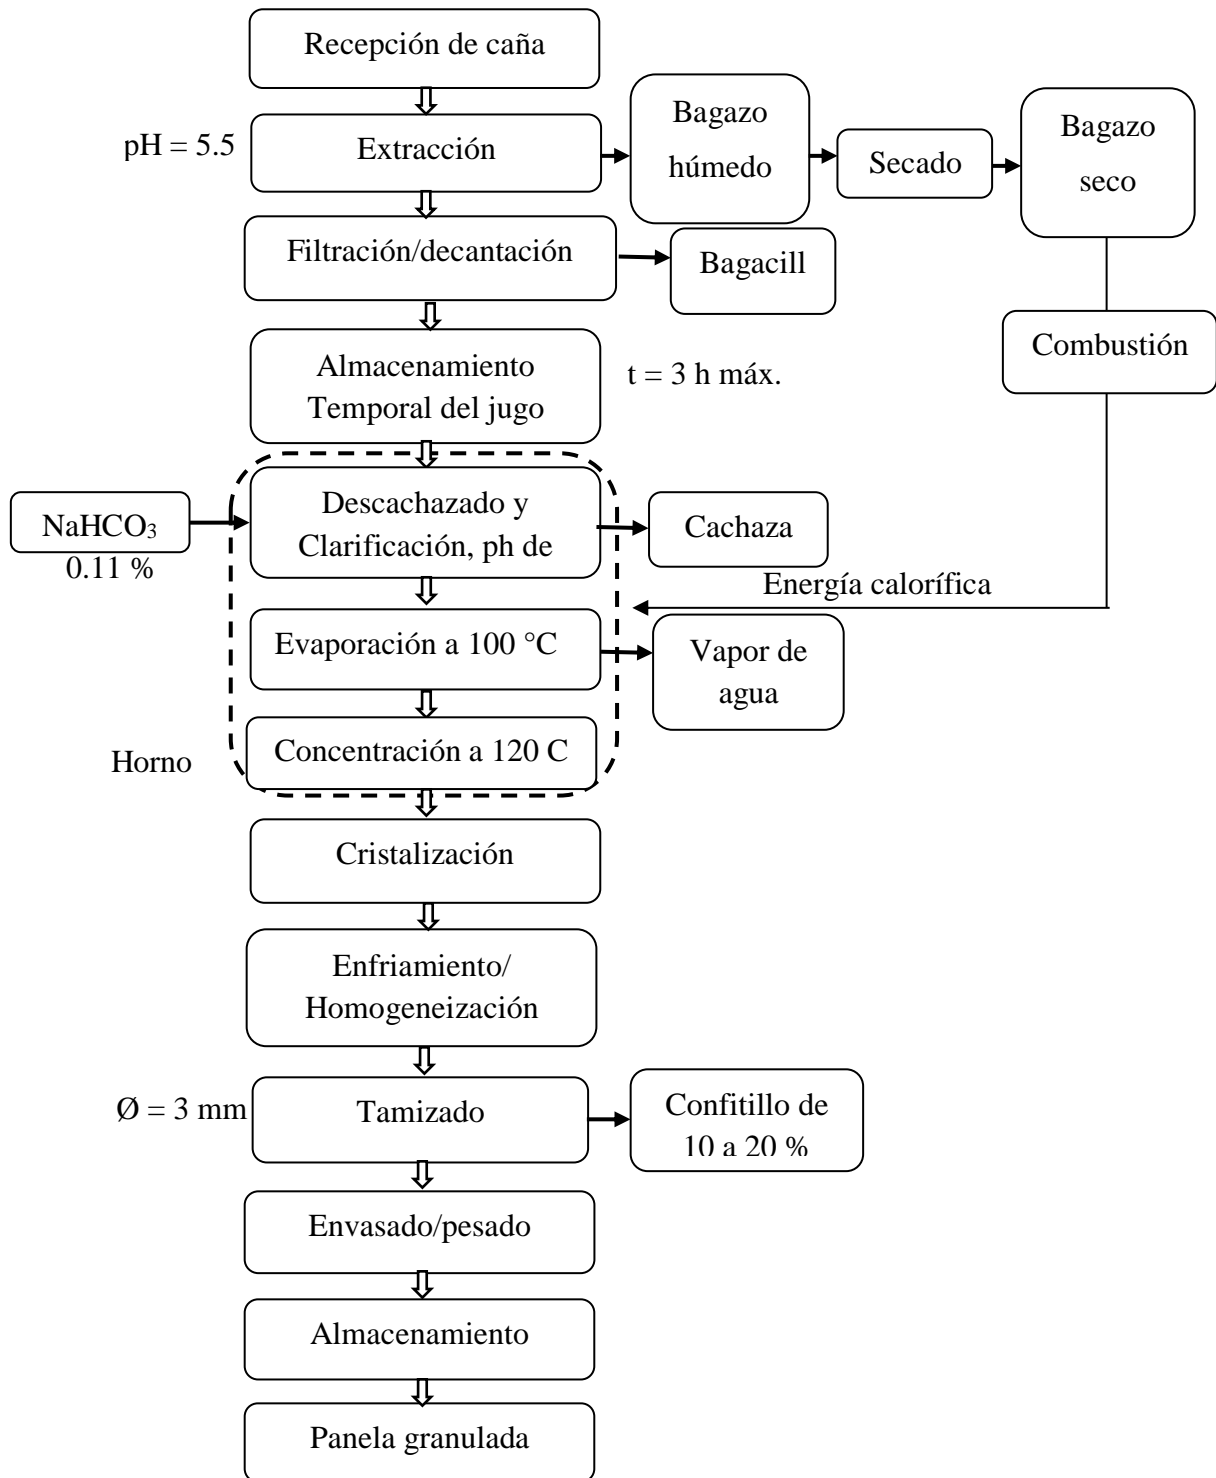 Recepción de caña
pH = 5.5
Extracción
Bagazo
húmedo
Secado
Bagazo
seco
Filtración/decantación
Bagacill
Combustión
Almacenamiento
Temporal del jugo
t = 3 h máx.
NaHCO₃
0.11 %
Descachazado y
Clarificación, ph de
Cachaza
Energía calorífica
Evaporación a 100 °C
Vapor de
agua
Concentración a 120 C
Horno
Cristalización
Enfriamiento/
Homogeneización
Ø = 3 mm
Tamizado
Confitillo de
10 a 20 %
Envasado/pesado
Almacenamiento
Panela granulada